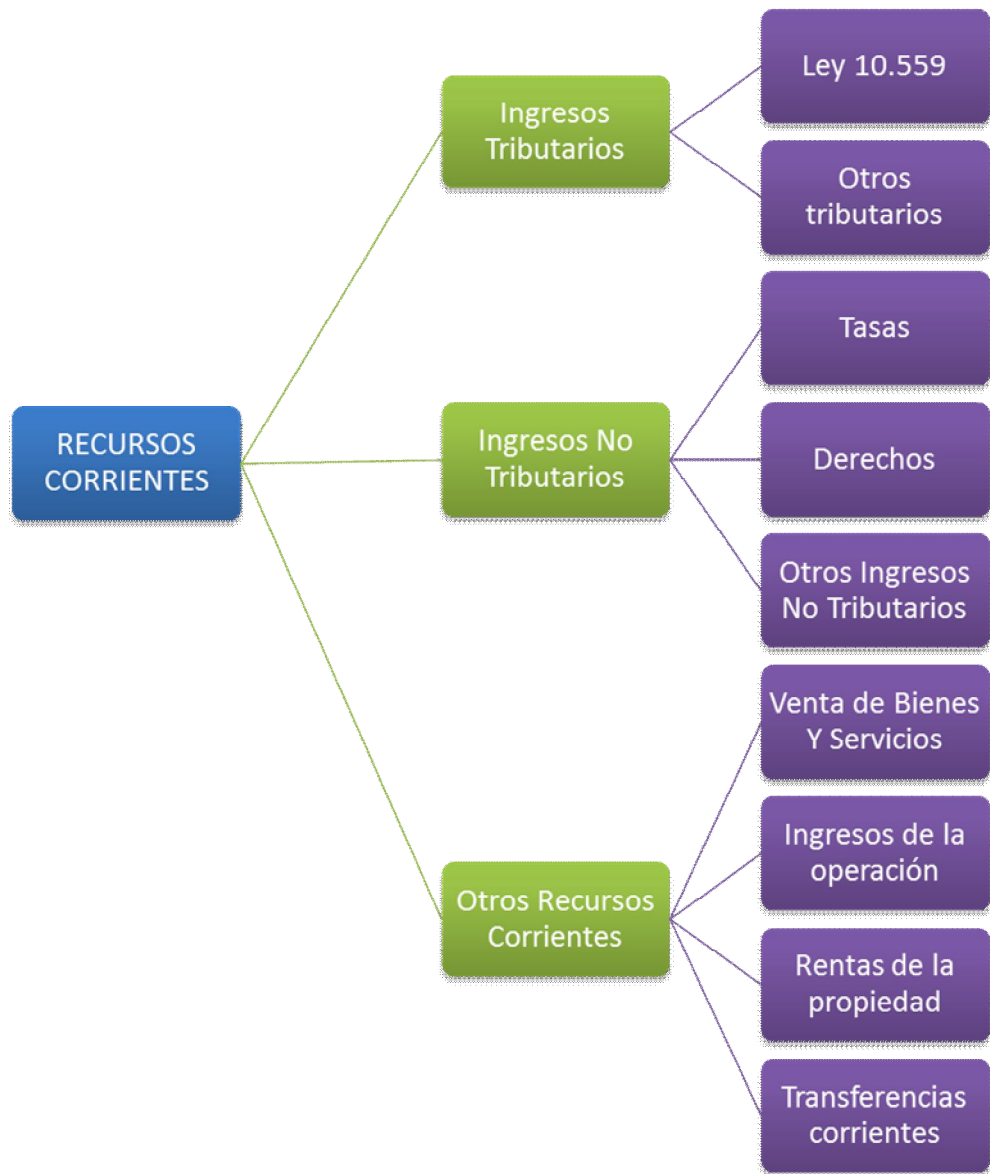 RECURSOS
CORRIENTES
Ingresos
Tributarios
Ley 10.559
Otros
tributarios
Ingresos No
Tributarios
Tasas
Derechos
Otros Ingresos
No Tributarios
Otros Recursos
Corrientes
Venta de Bienes
Y Servicios
Ingresos de la
operación
Rentas de la
propiedad
Transferencias
corrientes